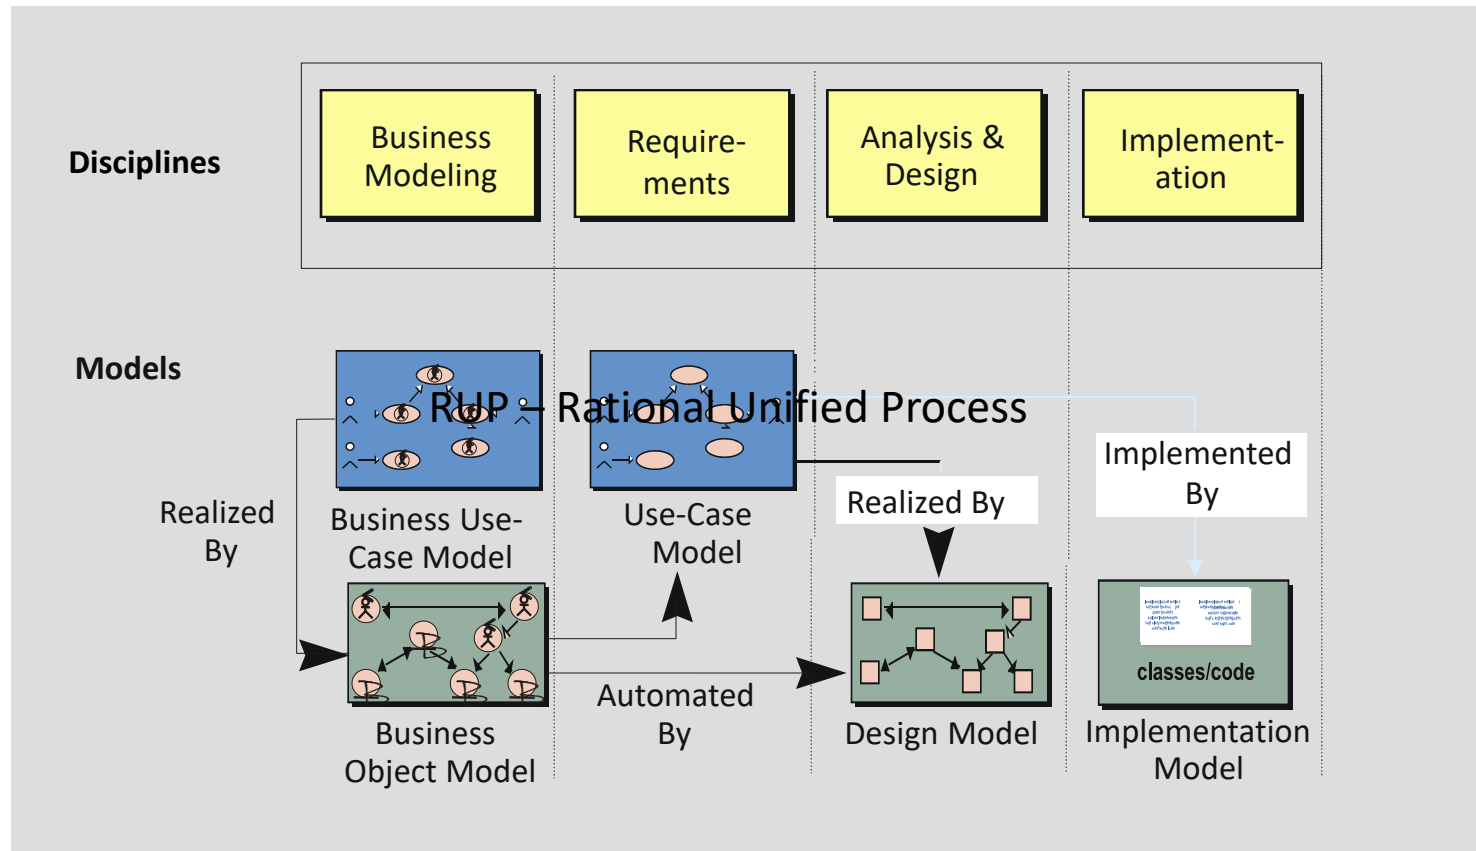 Disciplines
Business
Modeling
Require-
ments
Analysis &
Design
Implement-
ation
Models
RUP – Rational Unified Process
Realized
By
Business Use-
Case Model
Use-Case
Model
Realized By
Implemented
By
Automated
By
Business
Object Model
Design Model
classes/code
Implementation
Model